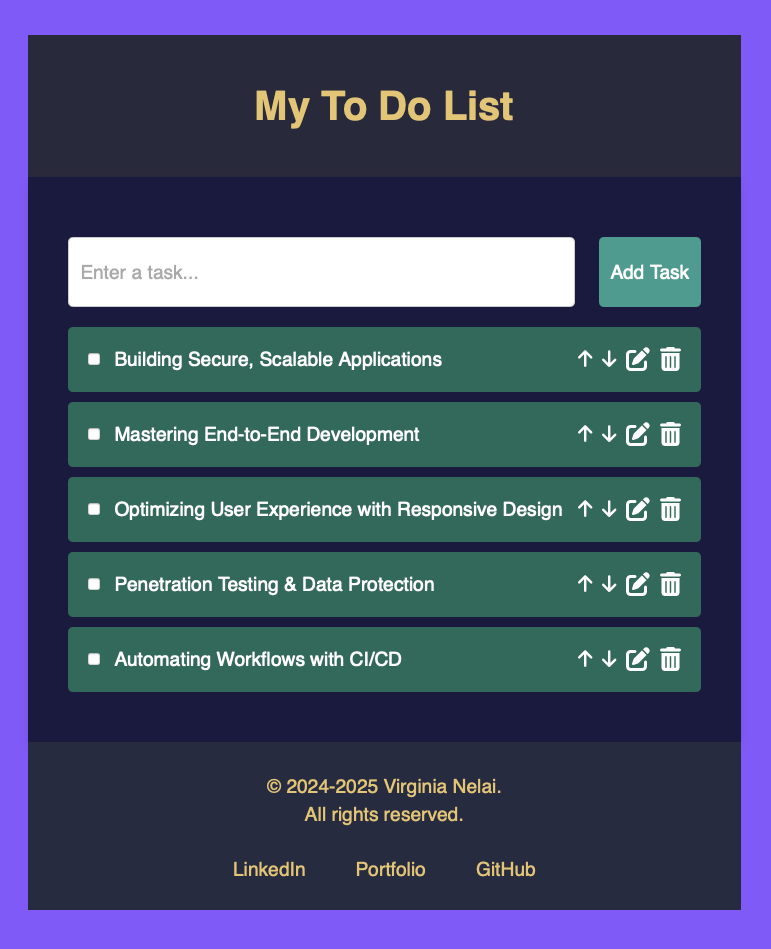 My To Do List
Enter a task...
Add Task
Building Secure, Scalable Applications
Mastering End-to-End Development
Optimizing User Experience with Responsive Design
Penetration Testing & Data Protection
Automating Workflows with CI/CD
© 2024-2025 Virginia Nelai.
All rights reserved.
LinkedIn Portfolio GitHub